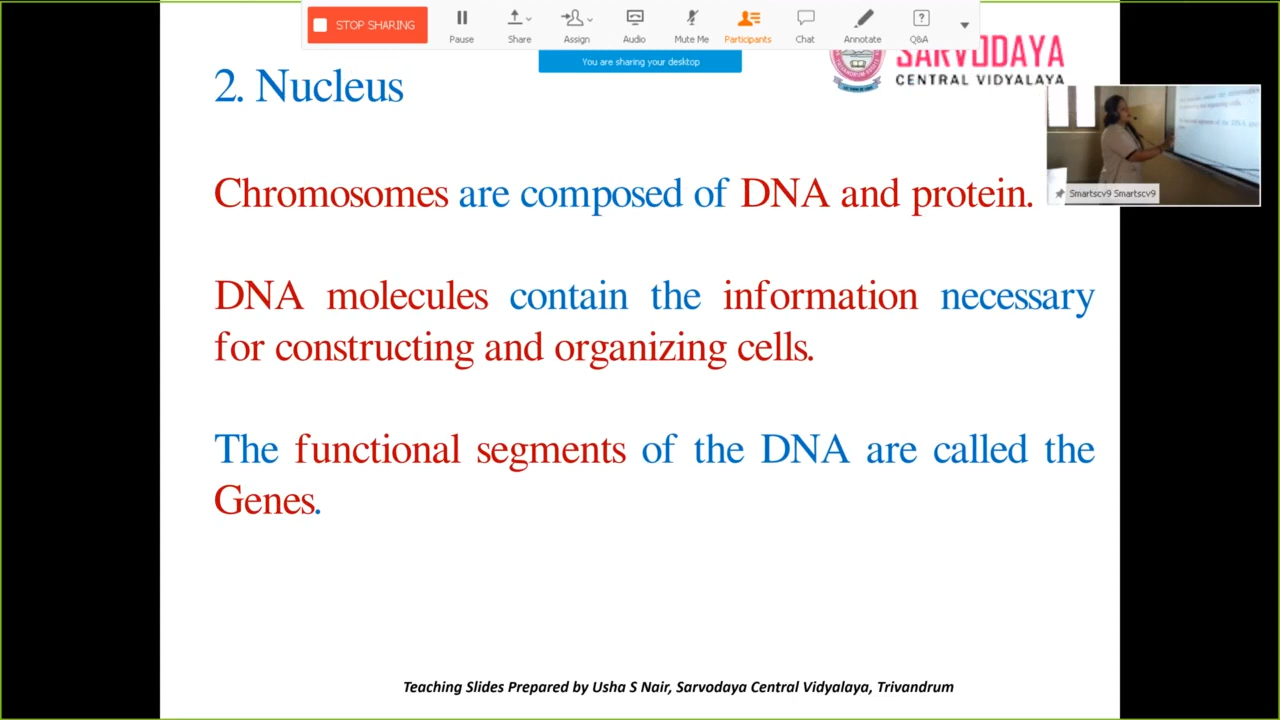 STOP SHARING
Pause
Share
Assign
Audio
Mute Me
Participants
Chat
Annotate
Q&A
You are sharing your desktop
SARVODAYA
CENTRAL VIDYALAYA
2. Nucleus
Smartscv9 Smartscv9
Chromosomes are composed of DNA and protein.
DNA molecules contain the information necessary
for constructing and organizing cells.
The functional segments of the DNA are called the
Genes.
Teaching Slides Prepared by Usha S Nair, Sarvodaya Central Vidyalaya, Trivandrum